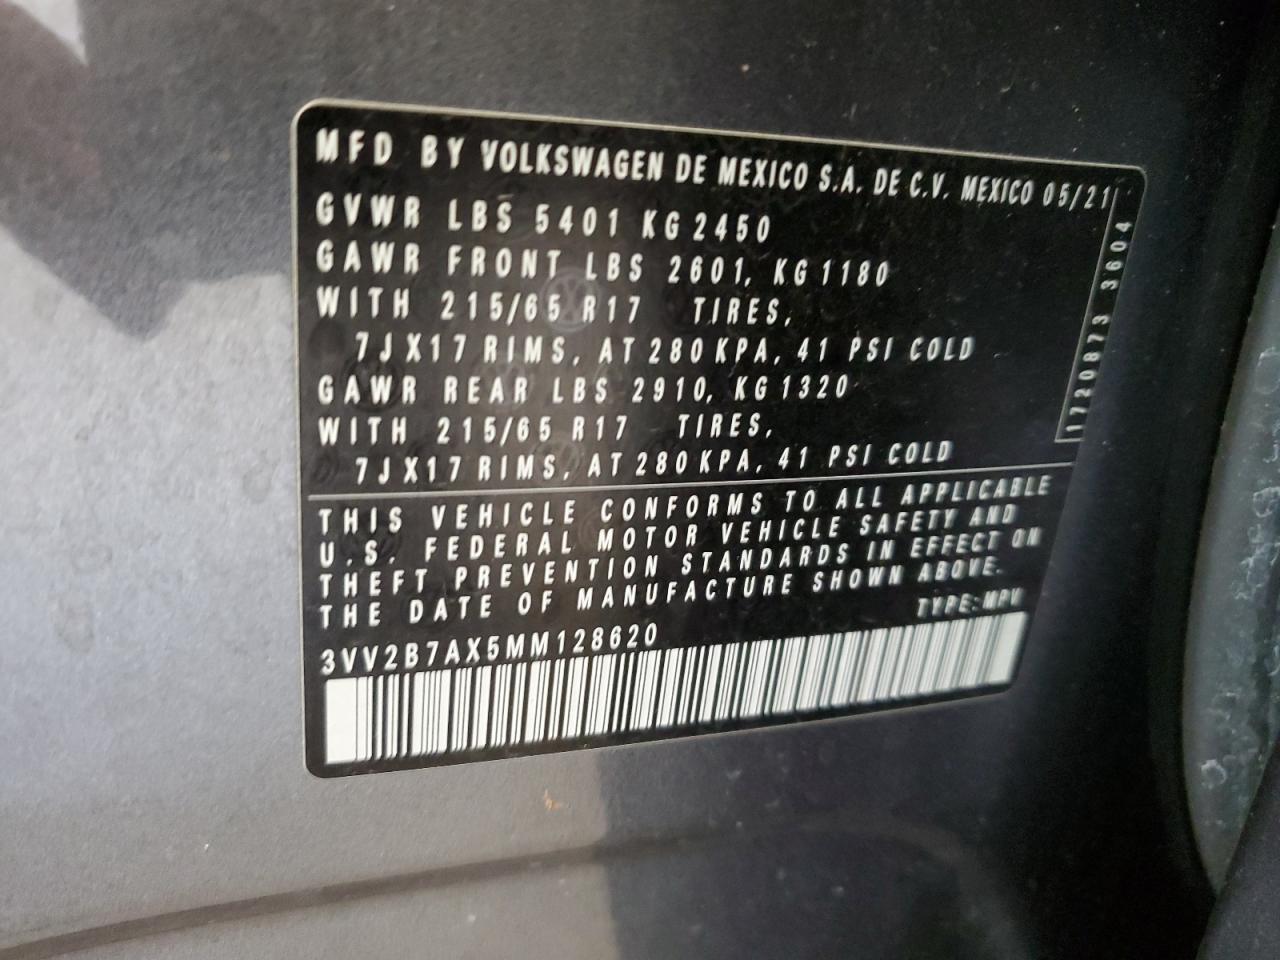 MFD BY VOLKSWAGEN DE MEXICO S.A. DE C.V. MEXICO 05/21
GVWR LBS 5401 KG 2450
GAWR FRONT LBS 2601, KG 1180
WITH 215/65 R17 TIRES,
7JX17 RIMS, AT 280 KPA, 41 PSI COLD
GAWR REAR LBS 2910, KG 1320
WITH 215/65 R17 TIRES,
7JX17 RIMS, AT 280 KPA, 41 PSI COLD
1720873 3604
THIS VEHICLE CONFORMS TO ALL APPLICABLE
U.S. FEDERAL MOTOR VEHICLE SAFETY AND
THEFT PREVENTION STANDARDS IN EFFECT ON
THE DATE OF MANUFACTURE SHOWN ABOVE.
TYPE:MPV
3VV2B7AX5MM128620